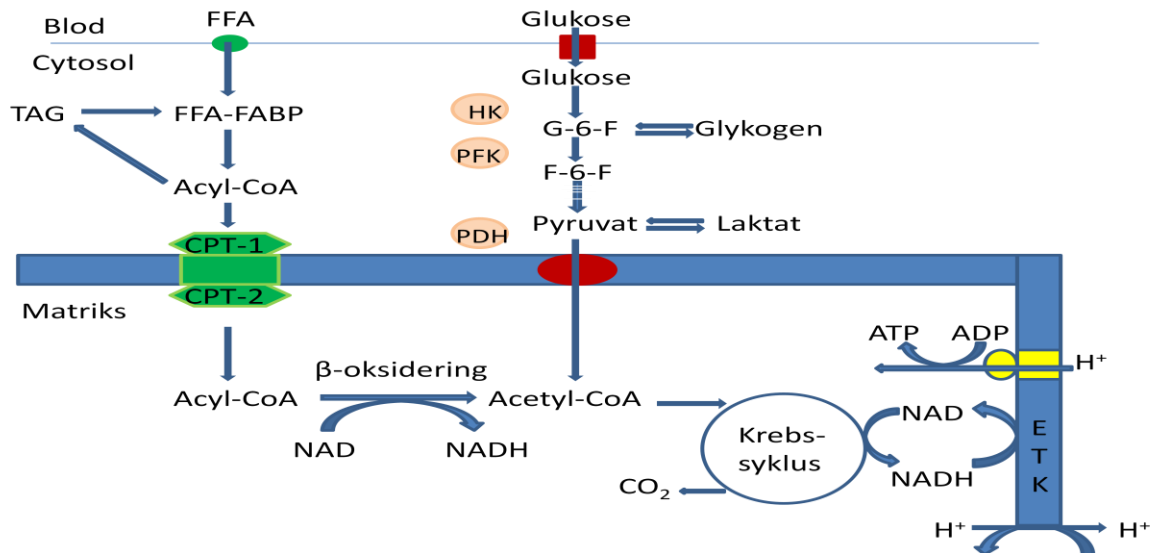 Blod
FFA
Glukose
Cytosol
Glukose
TAG
FFA-FABP
HK
G-6-F
Glykogen
PFK
F-6-F
Acyl-CoA
PDH
Pyruvat
Laktat
CPT-1
CPT-2
Matriks
ATP
ADP
H⁺
β-oksidering
Acyl-CoA
Acetyl-CoA
NAD
NADH
Krebs-
syklus
NAD
NADH
E
T
K
CO₂
H⁺
H⁺